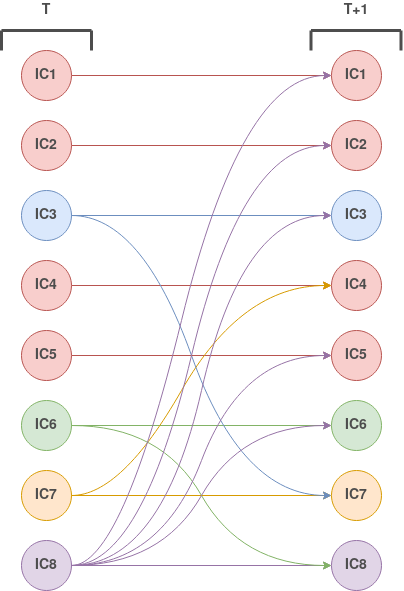 T T+1
IC1 IC1
IC2 IC2
IC3 IC3
IC4 IC4
IC5 IC5
IC6 IC6
IC7 IC7
IC8 IC8